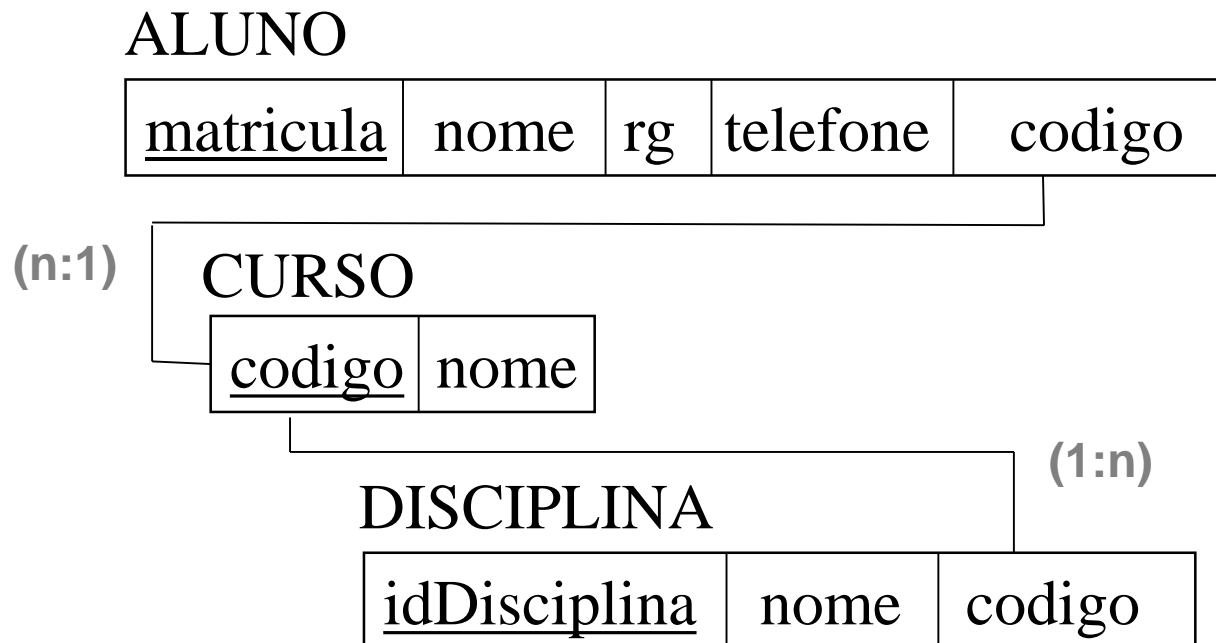 ALUNO
matricula nome rg telefone codigo
(n:1)
CURSO
codigo nome
(1:n)
DISCIPLINA
idDisciplina nome codigo